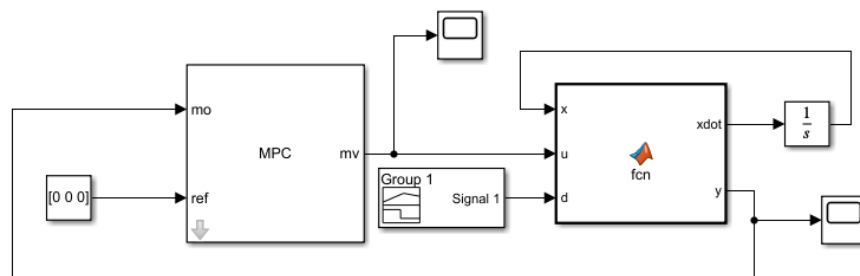 mo
MPC
mv
[0 0 0]
ref
Group 1
Signal 1
x
u
d
fcn
xdot
y
1
s